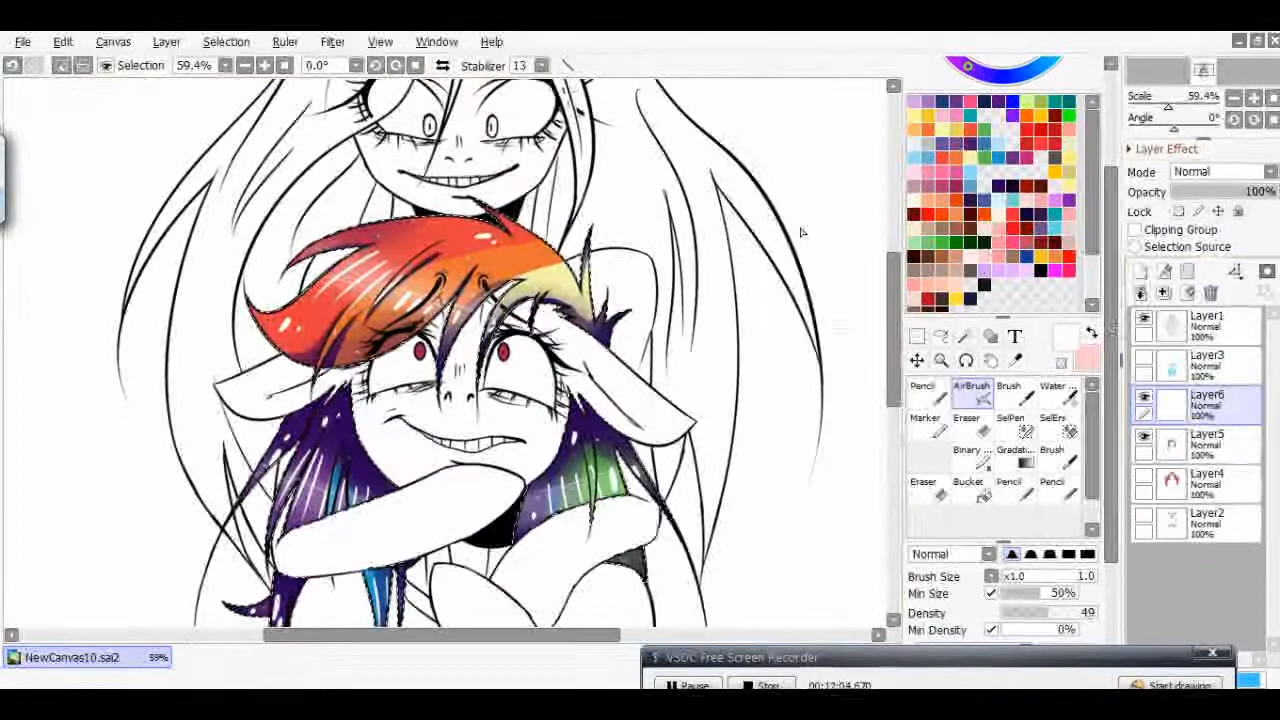 File Edit Canvas Layer Selection Ruler Filter View Window Help
Selection 59.4% 0.0° Stabilizer 13
Scale 59.4%
Angle 0°
Layer Effect
Mode Normal
Opacity 100%
Lock
Clipping Group
Selection Source
Layer1
Normal
100%
Layer3
Normal
100%
Layer6
Normal
100%
Layer5
Normal
100%
Layer4
Normal
100%
Layer2
Normal
100%
T
Pencil AirBrush Brush Water ...
Marker Eraser SelPen SelErs
Binary ... Gradati... Brush
Eraser Bucket Pencil Pencil
Normal
Brush Size x1.0 1.0
Min Size 50%
Density 49
Min Density 0%
NewCanvas10.sai2 59%
VSDC Free Screen Recorder
Pause Stop 00:12:04.670 Start drawing